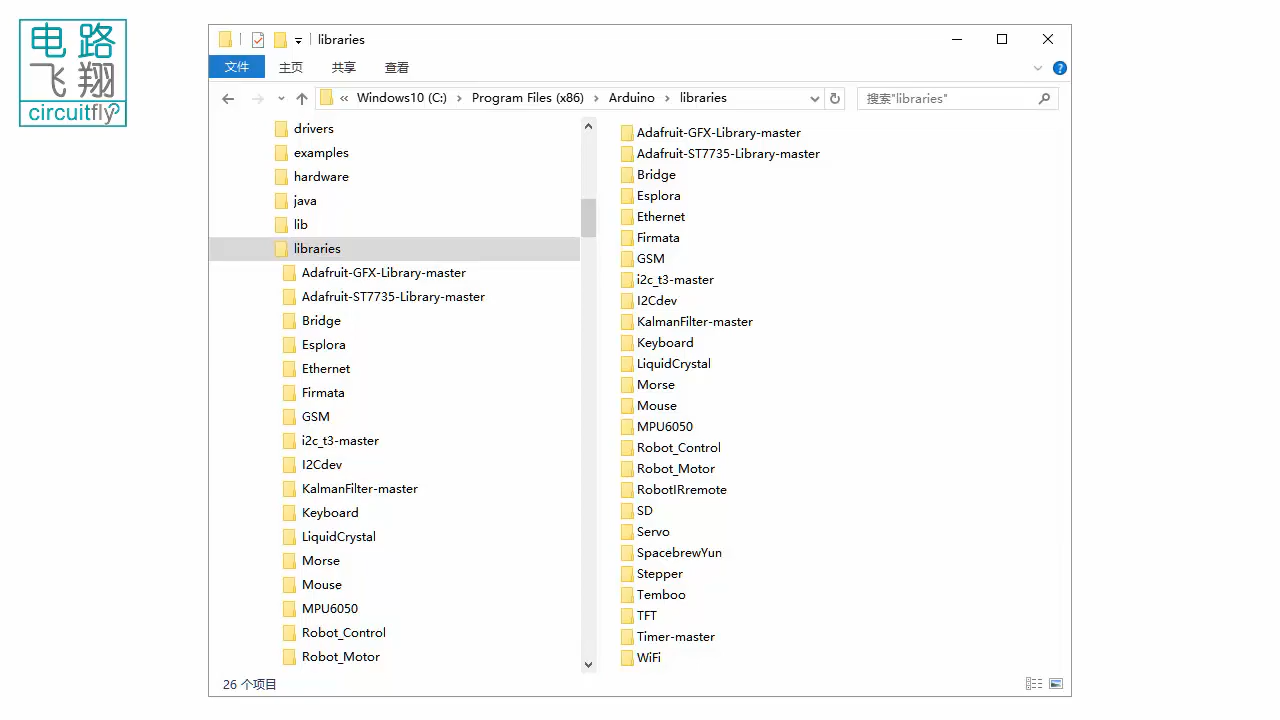 电路
飞翔
circuitfly
libraries
文件 主页 共享 查看
« Windows10 (C:) › Program Files (x86) › Arduino › libraries
搜索"libraries"
drivers
examples
hardware
java
lib
libraries
Adafruit-GFX-Library-master
Adafruit-ST7735-Library-master
Bridge
Esplora
Ethernet
Firmata
GSM
i2c_t3-master
I2Cdev
KalmanFilter-master
Keyboard
LiquidCrystal
Morse
Mouse
MPU6050
Robot_Control
Robot_Motor
Adafruit-GFX-Library-master
Adafruit-ST7735-Library-master
Bridge
Esplora
Ethernet
Firmata
GSM
i2c_t3-master
I2Cdev
KalmanFilter-master
Keyboard
LiquidCrystal
Morse
Mouse
MPU6050
Robot_Control
Robot_Motor
RobotIRremote
SD
Servo
SpacebrewYun
Stepper
Temboo
TFT
Timer-master
WiFi
26 个项目